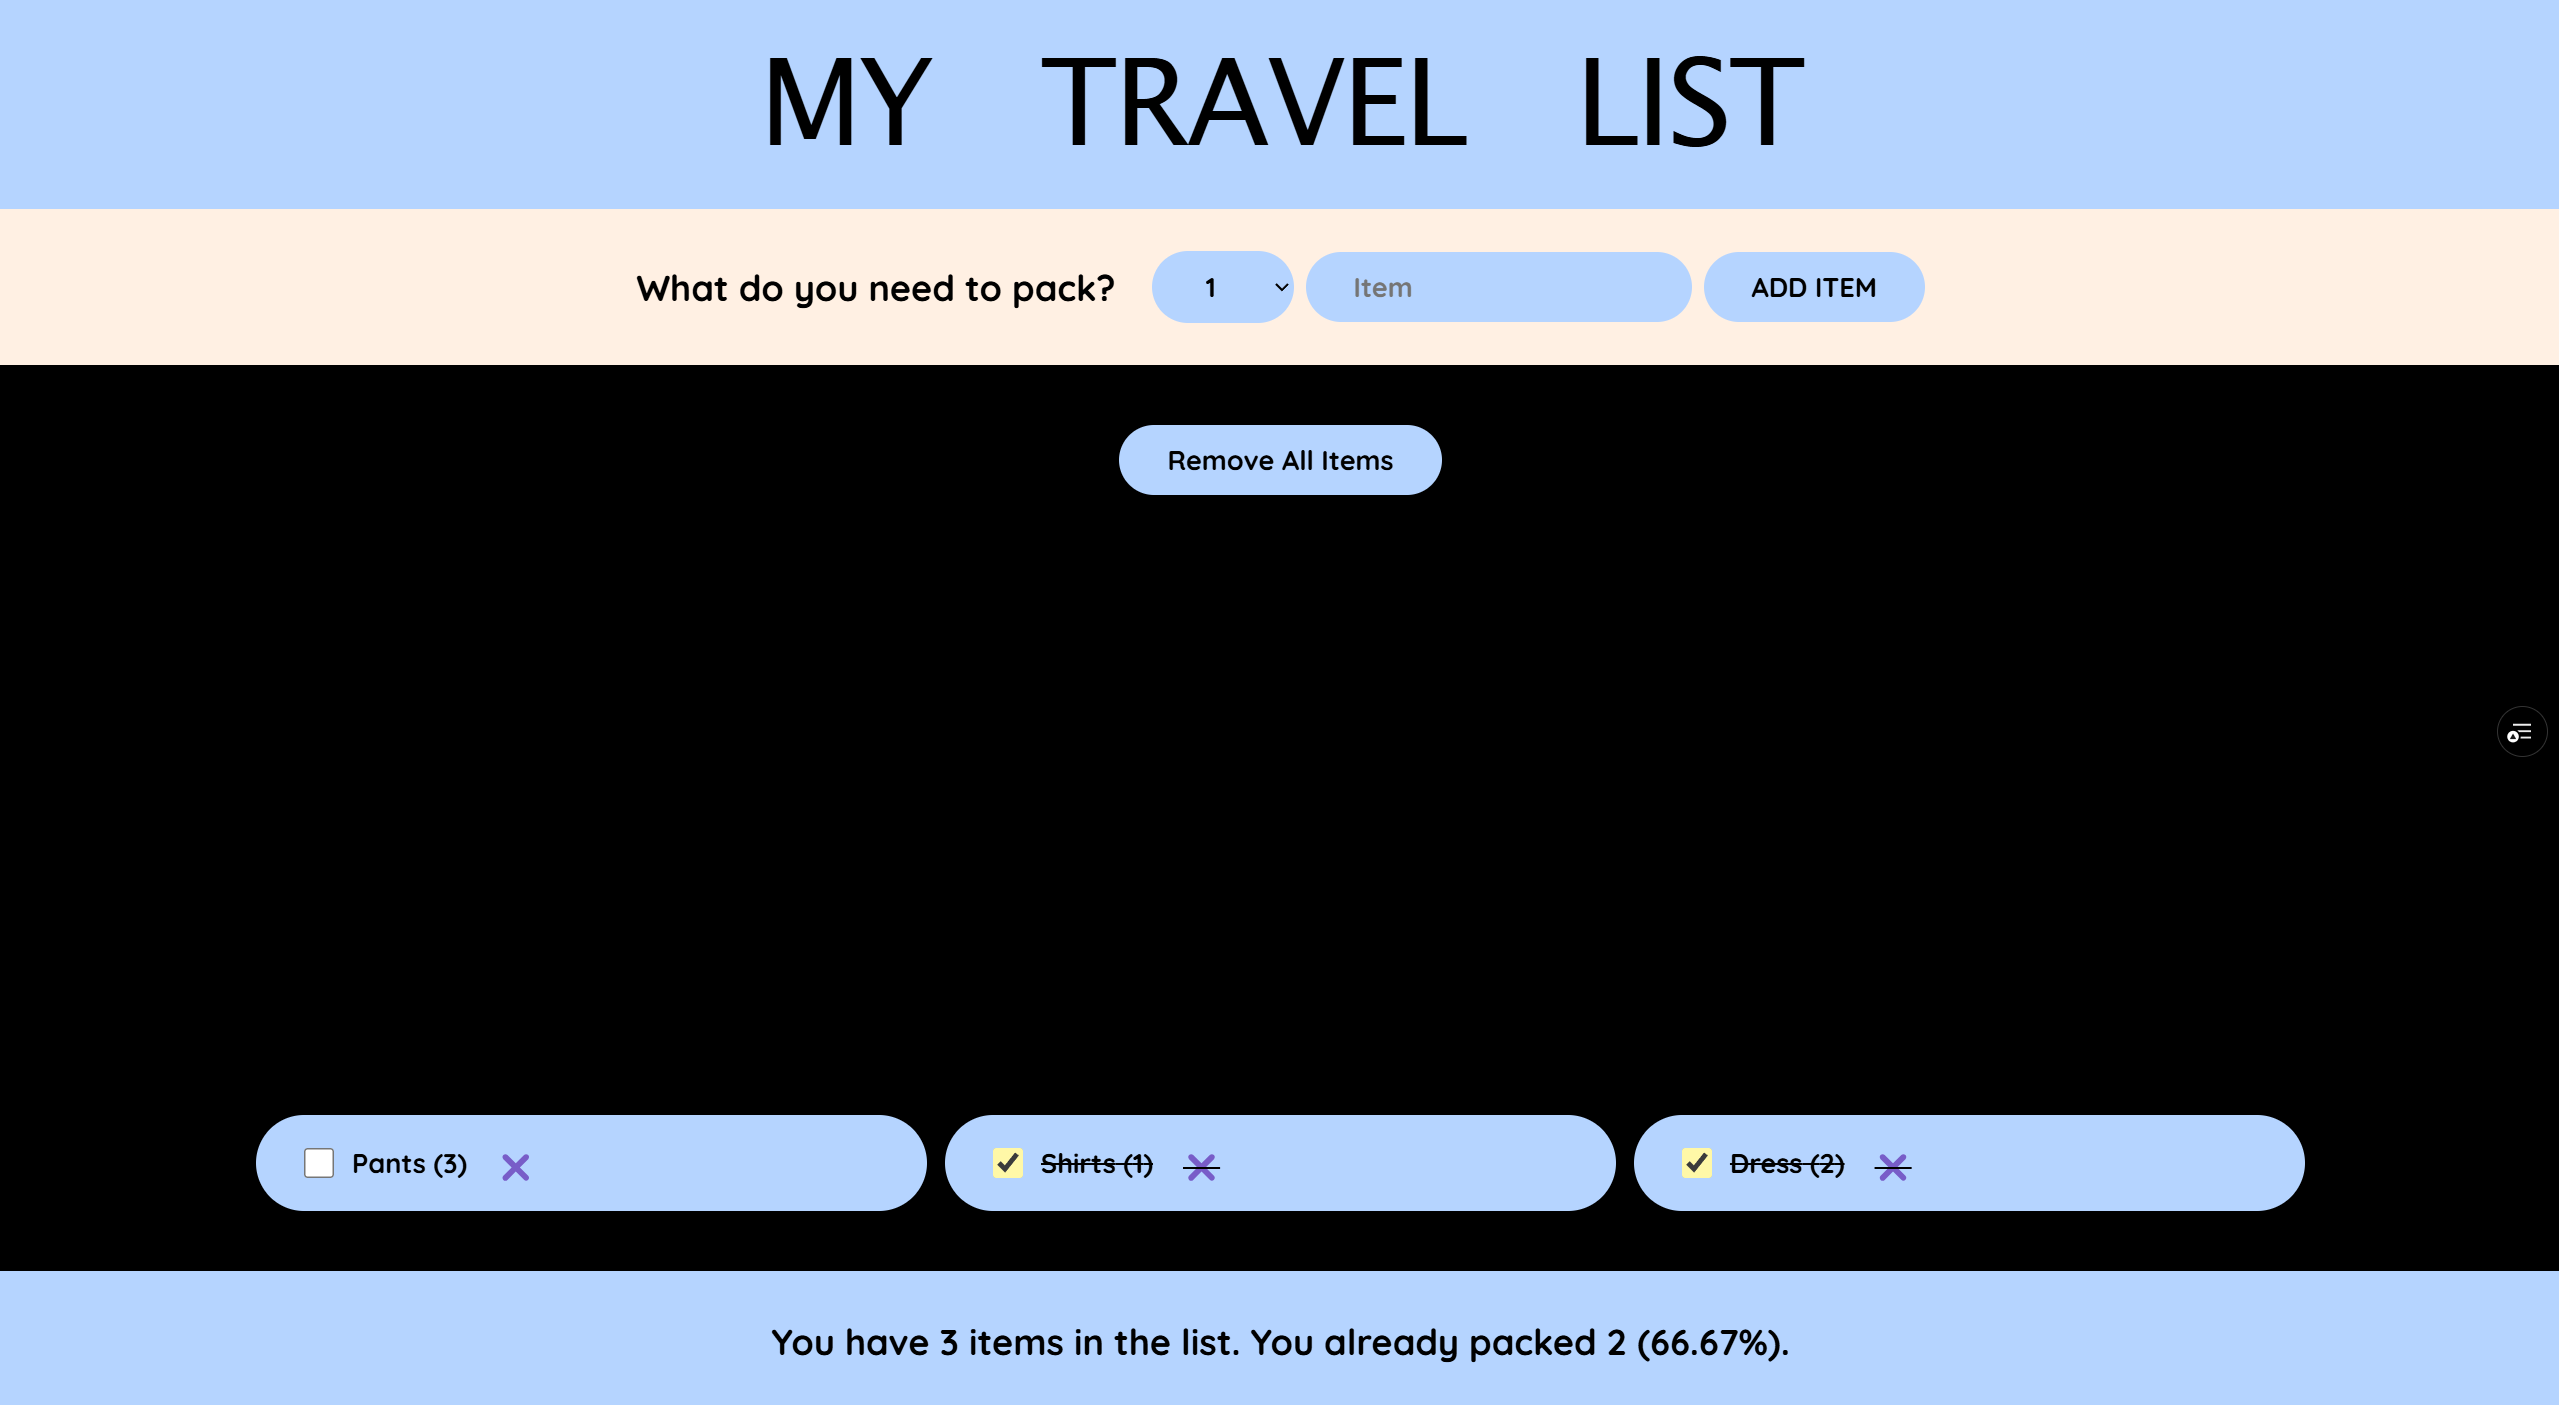 MY TRAVEL LIST
What do you need to pack? 1 Item ADD ITEM
Remove All Items
Pants (3) Shirts (1) Dress (2)
You have 3 items in the list. You already packed 2 (66.67%).